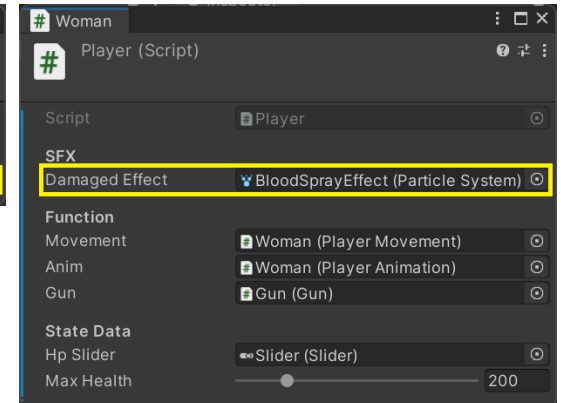 Woman
Player (Script)
Script Player
SFX
Damaged Effect BloodSprayEffect (Particle System)
Function
Movement Woman (Player Movement)
Anim Woman (Player Animation)
Gun Gun (Gun)
State Data
Hp Slider Slider (Slider)
Max Health 200